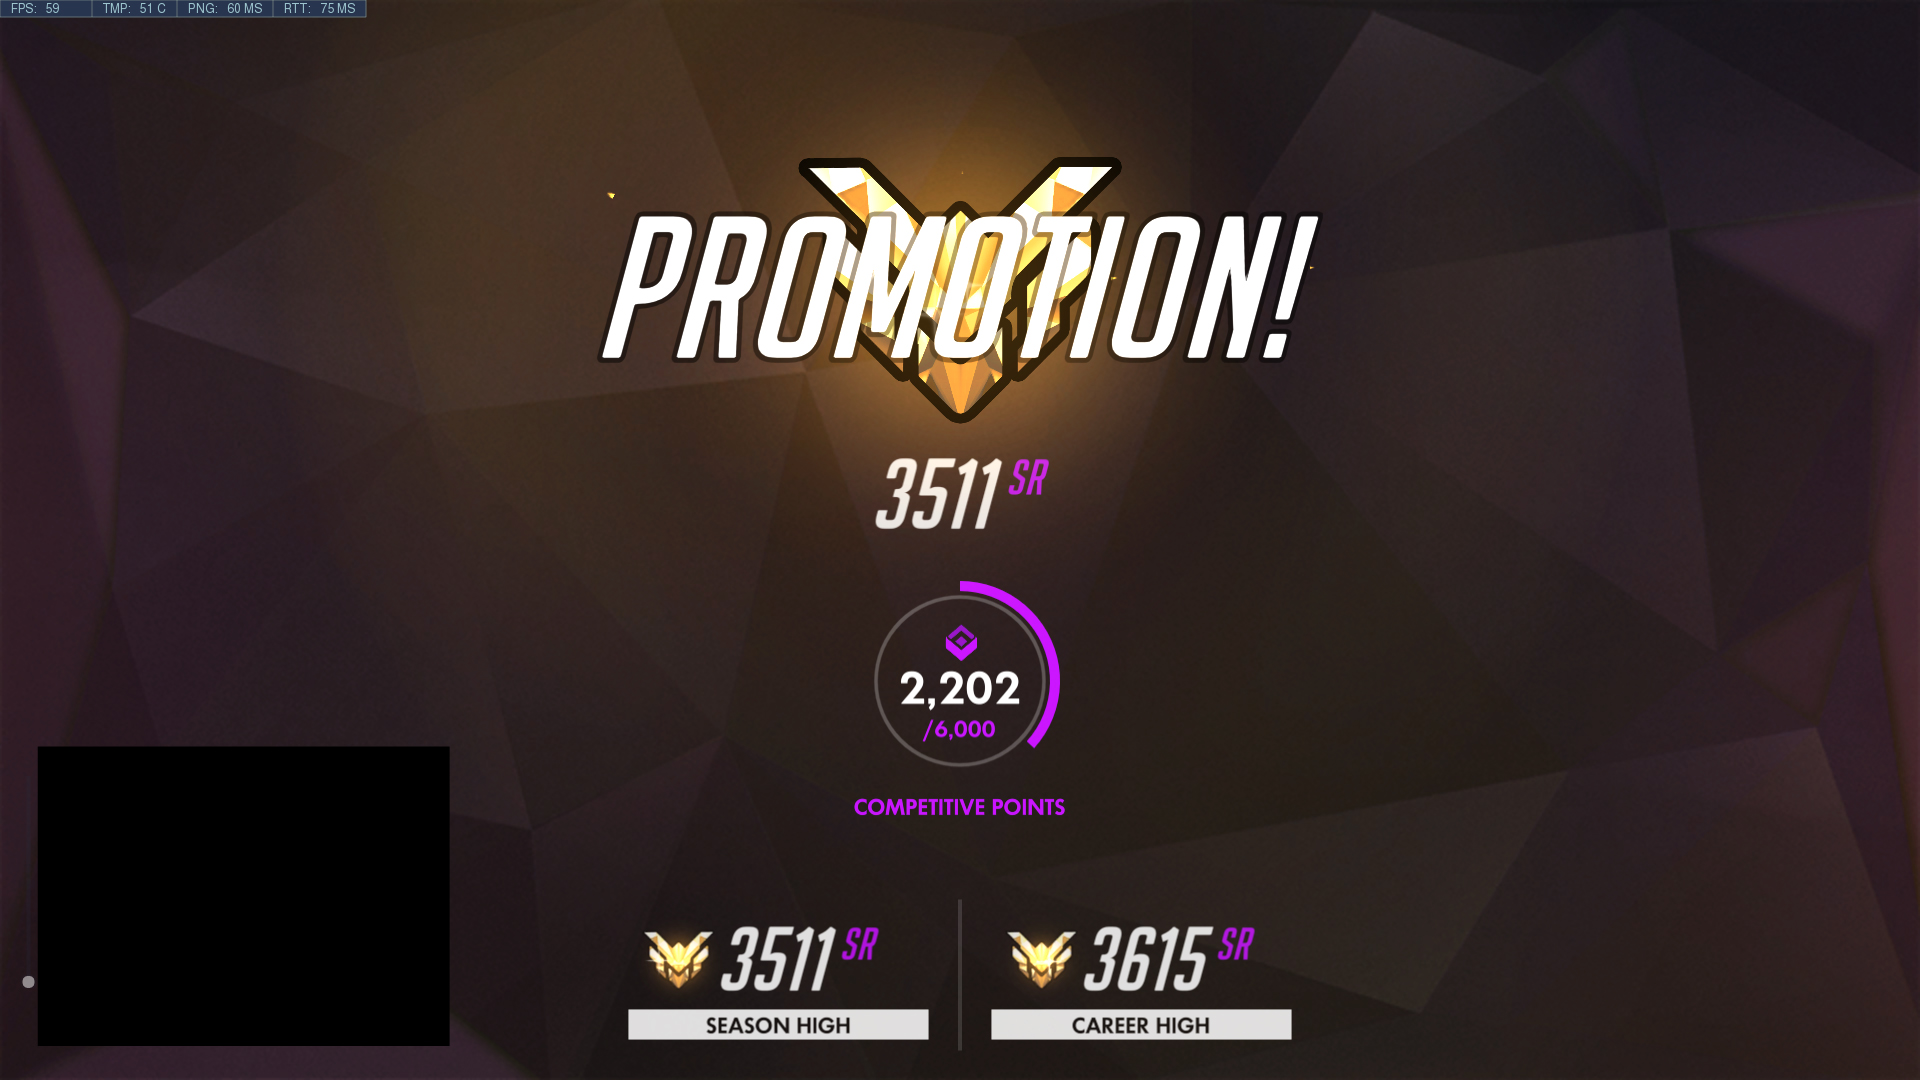 FPS: 59 TMP: 51 C PNG: 60 MS RTT: 75 MS
PROMOTION!
3511 SR
2,202
/6,000
COMPETITIVE POINTS
3511 SR
SEASON HIGH
3615 SR
CAREER HIGH